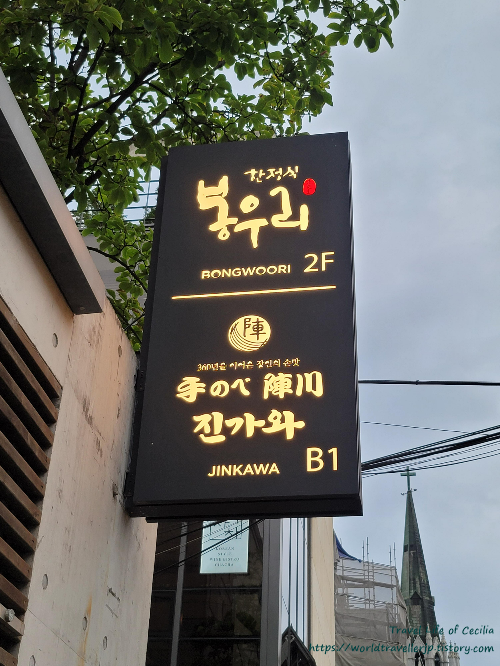 한정식
봉우리
BONGWOORI 2F
陣
360년을 이어온 장인의 손맛
手のべ 陣川
진가와
JINKAWA B1
Travel life of Cecilia
https://worldtravellerjp.tistory.com